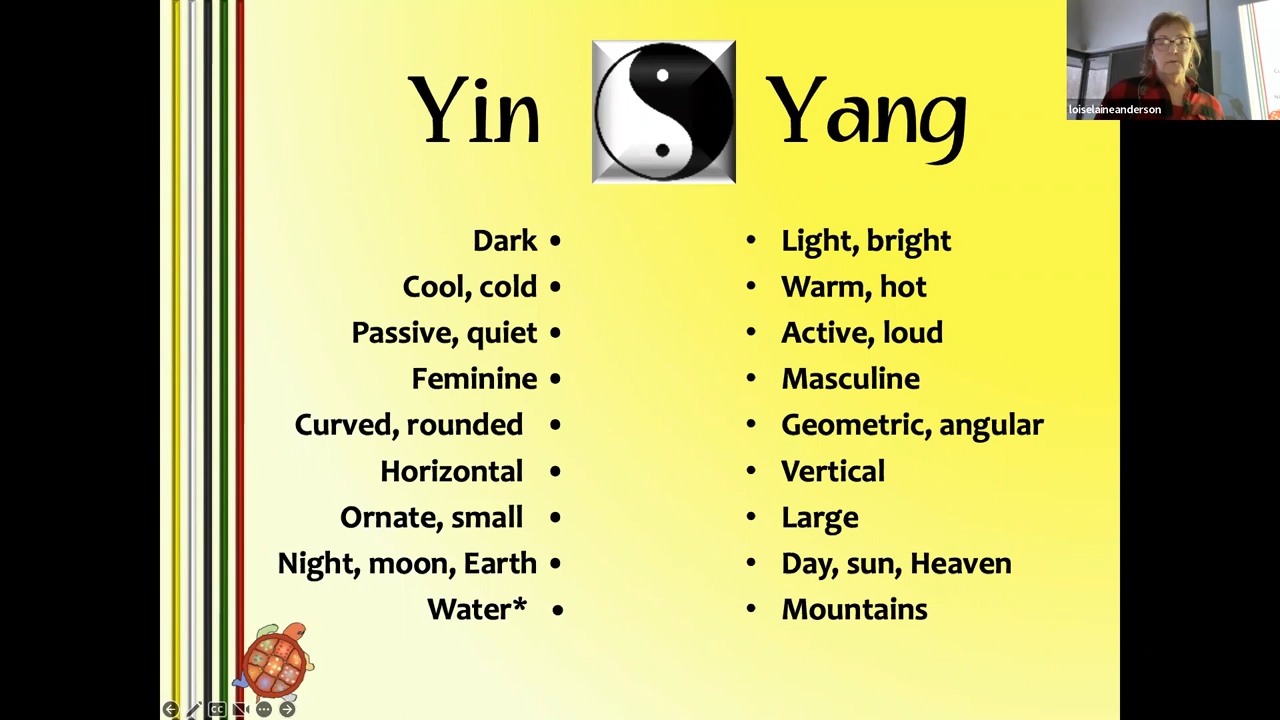 Yin Yang
loiselaineanderson
Dark • • Light, bright
Cool, cold • • Warm, hot
Passive, quiet • • Active, loud
Feminine • • Masculine
Curved, rounded • • Geometric, angular
Horizontal • • Vertical
Ornate, small • • Large
Night, moon, Earth • • Day, sun, Heaven
Water* • • Mountains
CC